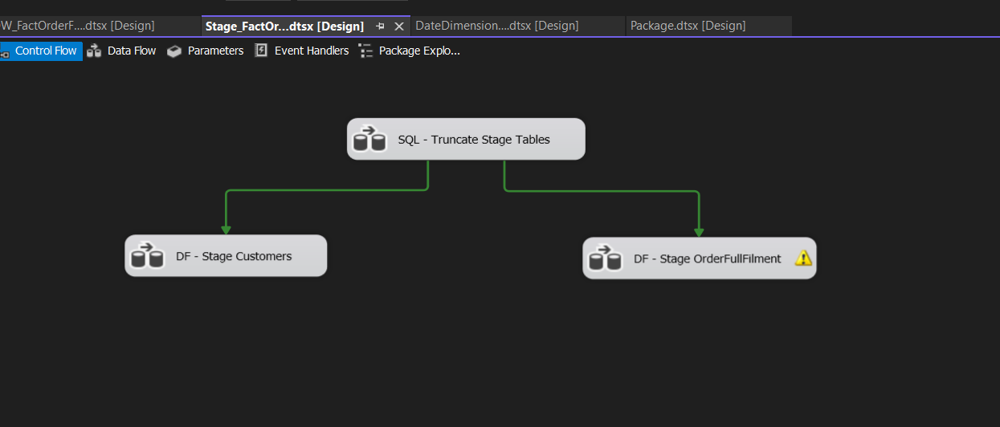 OW_FactOrderF....dtsx [Design]
Stage_FactOr...dtsx [Design]
DateDimension....dtsx [Design]
Package.dtsx [Design]
Control Flow
Data Flow
Parameters
Event Handlers
Package Explo...
SQL - Truncate Stage Tables
DF - Stage Customers
DF - Stage OrderFullFilment